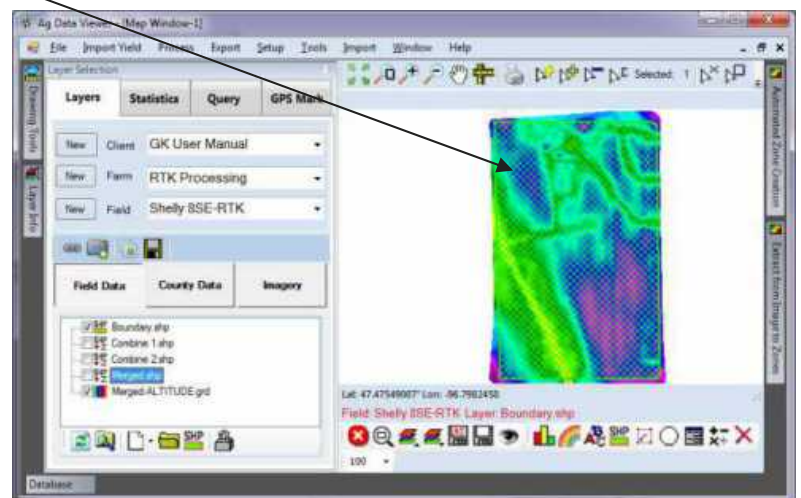 Ag Data Viewer - [Map Window-1]
File Import Yield Process Export Setup Tools Import Window Help
Layer Selection
Layers Statistics Query GPS Mark
Selected: 1
New Client GK User Manual
New Farm RTK Processing
New Field Shelly 8SE-RTK
Field Data County Data Imagery
Boundary.shp
Combine 1.shp
Combine 2.shp
Merged.shp
Merged-ALTITUDE.grd
Drawing Tools
Layer Info
Automated Zone Creation
Extract from Image to Zones
Lat: 47.47549007° Lon: -96.7982458
Field: Shelly 8SE-RTK Layer: Boundary.shp
SHP
100
Database